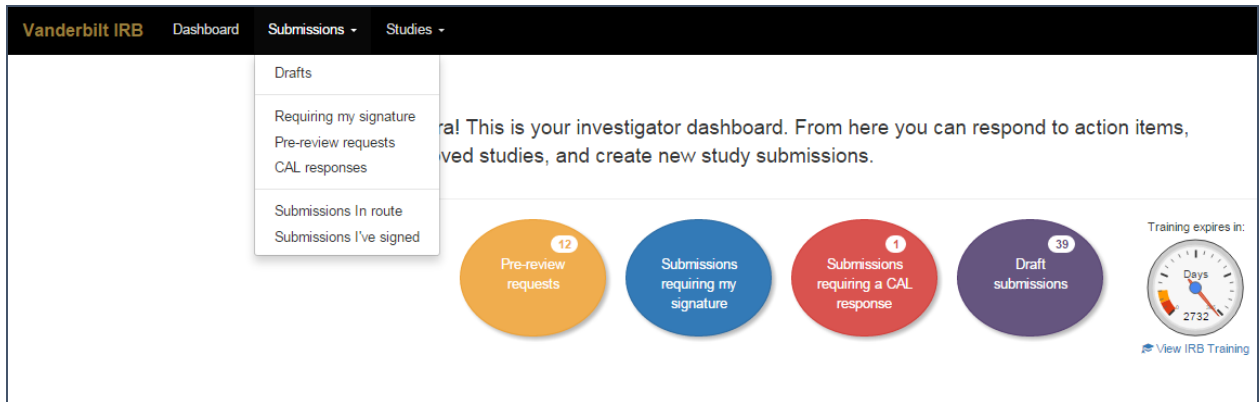 Vanderbilt IRB Dashboard Submissions Studies
Drafts
Requiring my signature
Pre-review requests
CAL responses
Submissions In route
Submissions I've signed
ra! This is your investigator dashboard. From here you can respond to action items,
oved studies, and create new study submissions.
12
Pre-review
requests
Submissions
requiring my
signature
1
Submissions
requiring a CAL
response
39
Draft
submissions
Training expires in:
Days
2732
View IRB Training